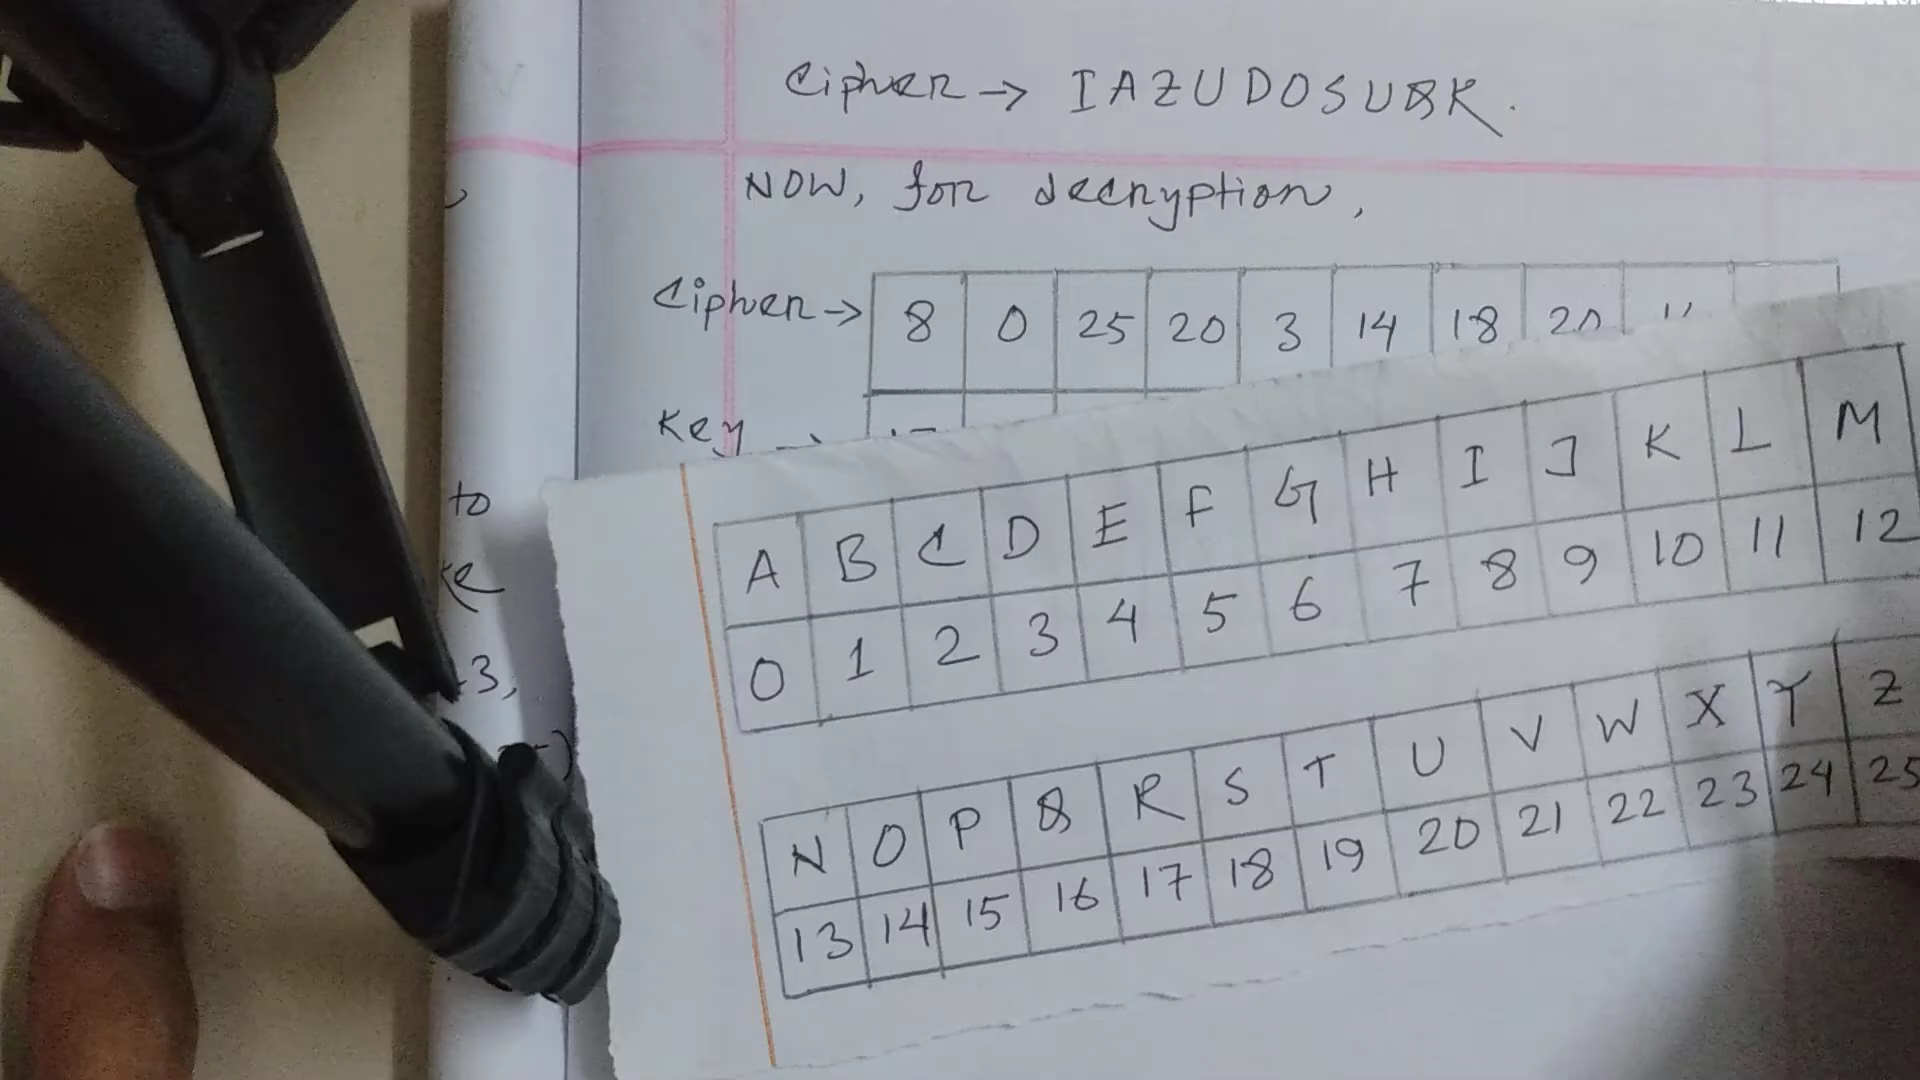 Cipher → IAZUDOSUQK.
NOW, for decryption,
Cipher → 8 0 25 20 3 14 18 20
Key →
to
3,
A B C D E F G H I J K L M
0 1 2 3 4 5 6 7 8 9 10 11 12
N O P Q R S T U V W X Y Z
13 14 15 16 17 18 19 20 21 22 23 24 25